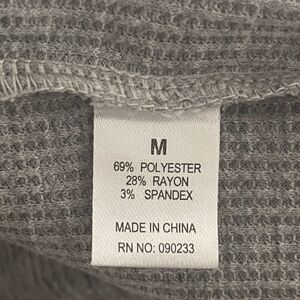 M
69% POLYESTER
28% RAYON
3% SPANDEX
MADE IN CHINA
RN NO: 090233